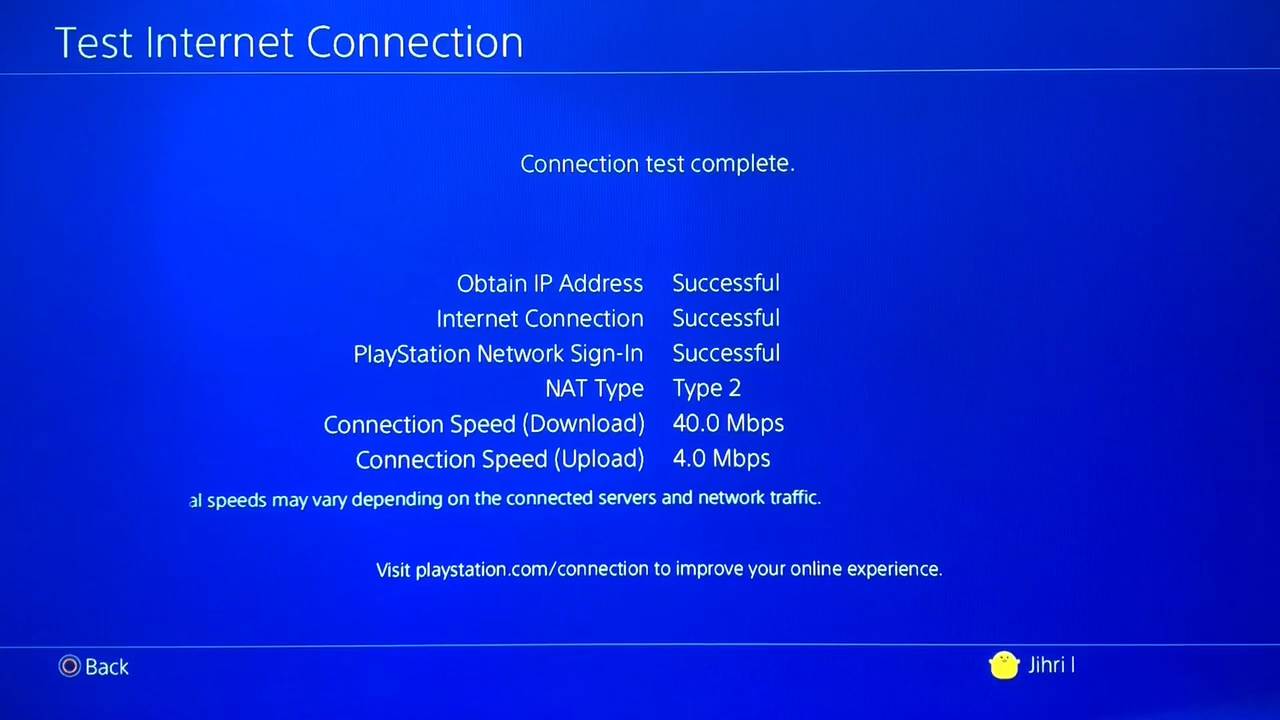 Test Internet Connection
Connection test complete.
Obtain IP Address Successful
Internet Connection Successful
PlayStation Network Sign-In Successful
NAT Type Type 2
Connection Speed (Download) 40.0 Mbps
Connection Speed (Upload) 4.0 Mbps
al speeds may vary depending on the connected servers and network traffic.
Visit playstation.com/connection to improve your online experience.
Back Jihri I